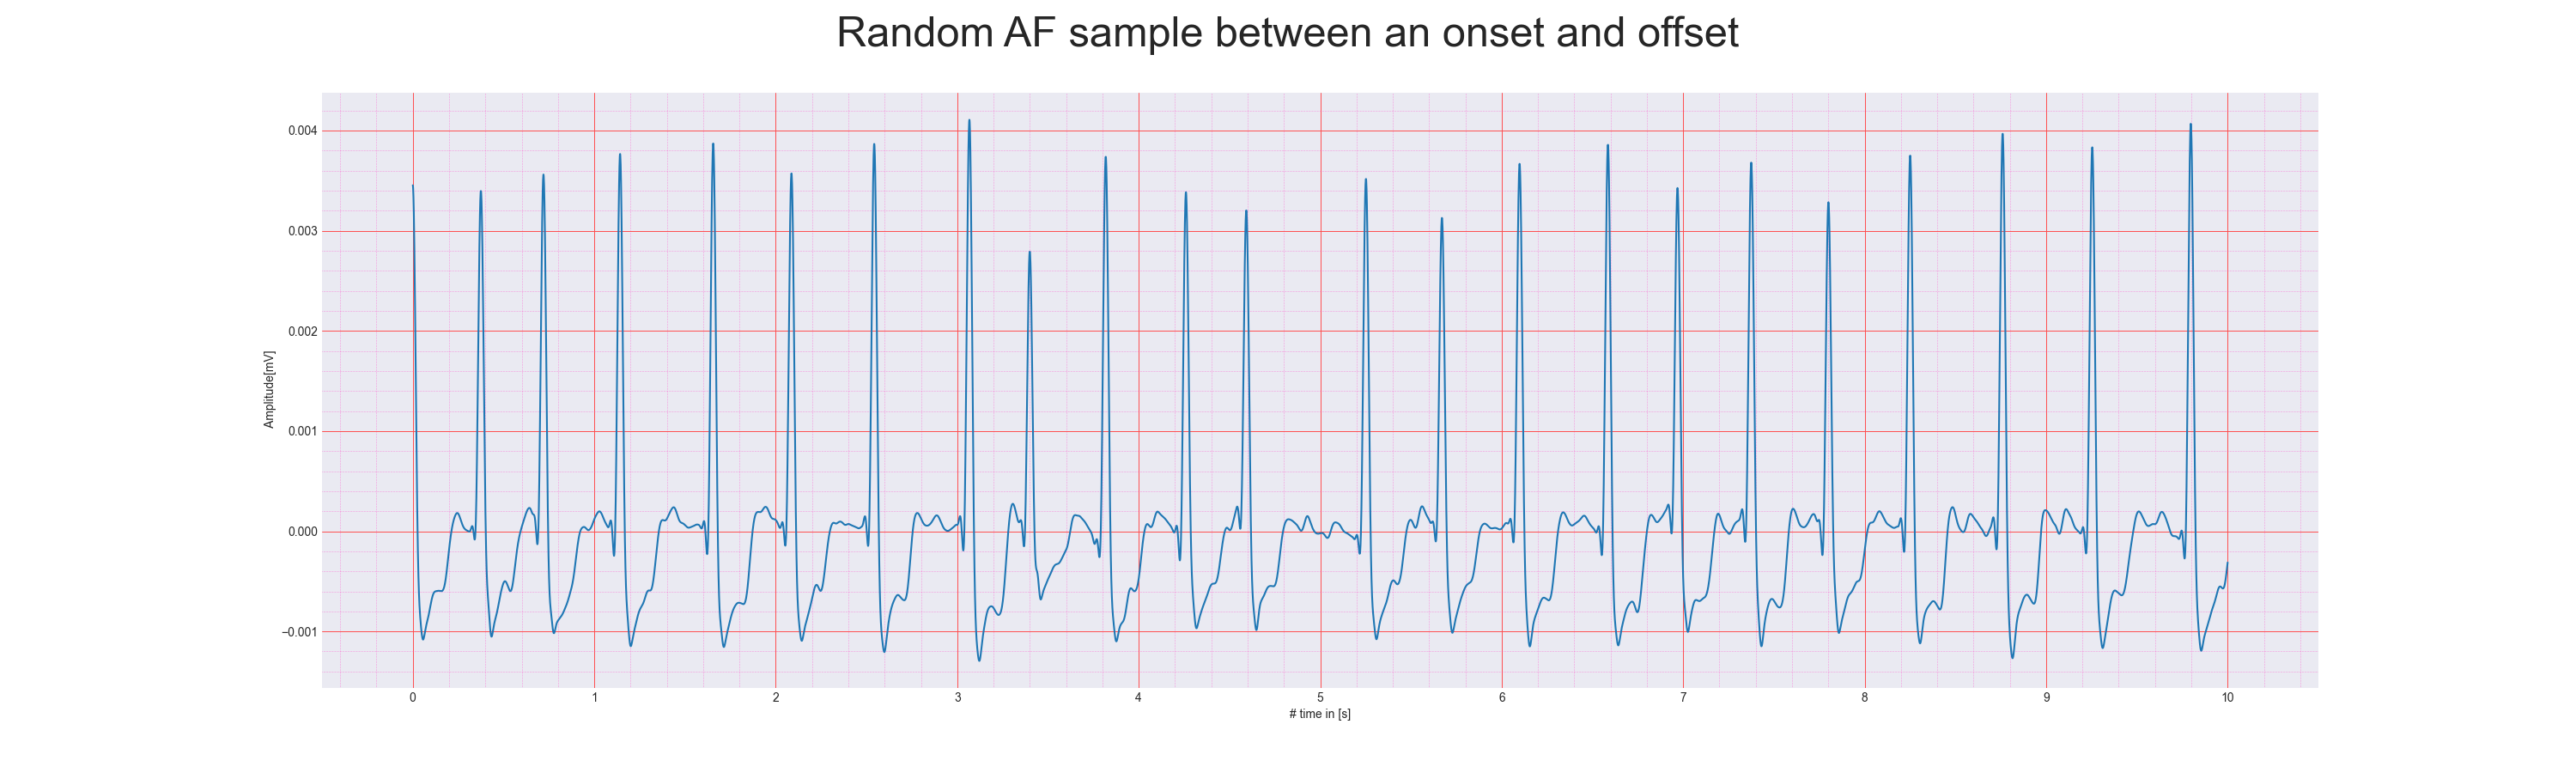 Random AF sample between an onset and offset
0.004
0.003
0.002
0.001
0.000
−0.001
Amplitude[mV]
0 1 2 3 4 5 6 7 8 9 10
# time in [s]